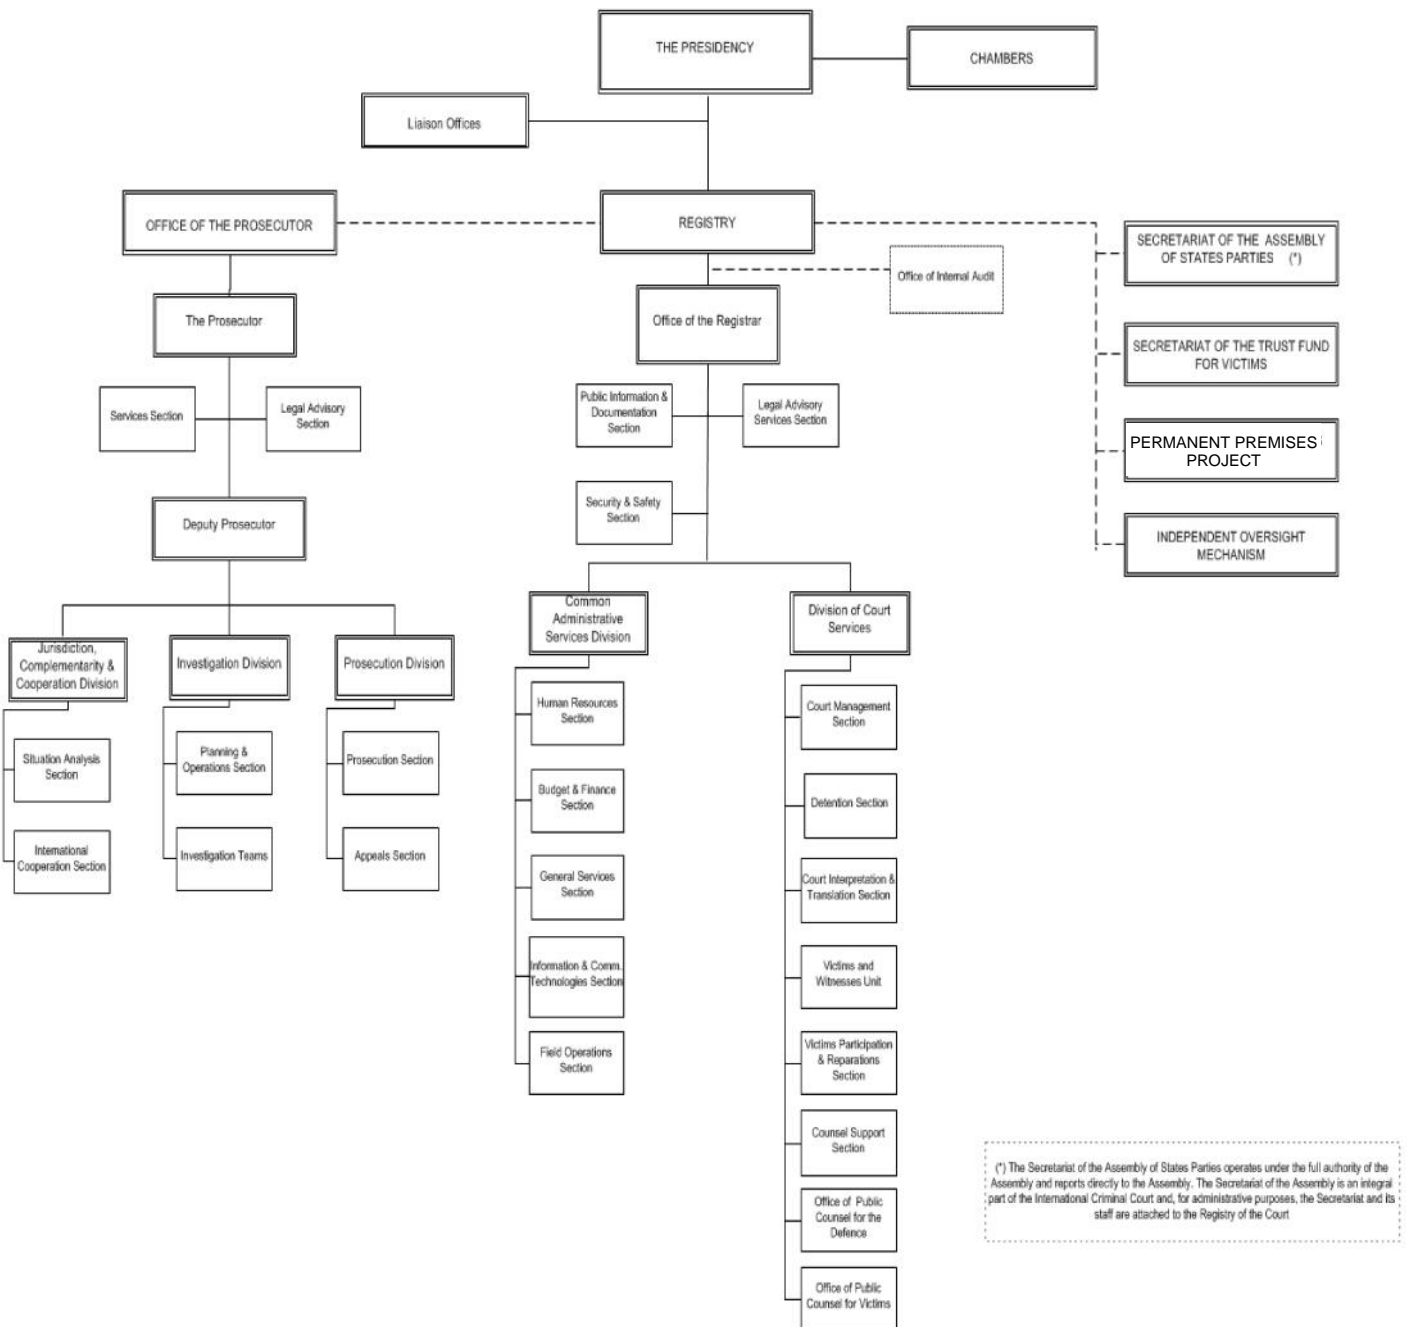 THE PRESIDENCY
CHAMBERS
Liaison Offices
OFFICE OF THE PROSECUTOR
REGISTRY
SECRETARIAT OF THE ASSEMBLY
OF STATES PARTIES (*)
Office of Internal Audit
The Prosecutor
Office of the Registrar
SECRETARIAT OF THE TRUST FUND
FOR VICTIMS
Services Section
Legal Advisory
Section
Public Information &
Documentation
Section
Legal Advisory
Services Section
PERMANENT PREMISES
PROJECT
Security & Safety
Section
Deputy Prosecutor
INDEPENDENT OVERSIGHT
MECHANISM
Common
Administrative
Services Division
Division of Court
Services
Jurisdiction,
Complementarity &
Cooperation Division
Investigation Division
Prosecution Division
Situation Analysis
Section
International
Cooperation Section
Planning &
Operations Section
Investigation Teams
Prosecution Section
Appeals Section
Human Resources
Section
Budget & Finance
Section
General Services
Section
Information & Comm.
Technologies Section
Field Operations
Section
Court Management
Section
Detention Section
Court Interpretation &
Translation Section
Victims and
Witnesses Unit
Victims Participation
& Reparations
Section
Counsel Support
Section
Office of Public
Counsel for the
Defence
Office of Public
Counsel for Victims
(*) The Secretariat of the Assembly of States Parties operates under the full authority of the
Assembly and reports directly to the Assembly. The Secretariat of the Assembly is an integral
part of the International Criminal Court and, for administrative purposes, the Secretariat and its
staff are attached to the Registry of the Court